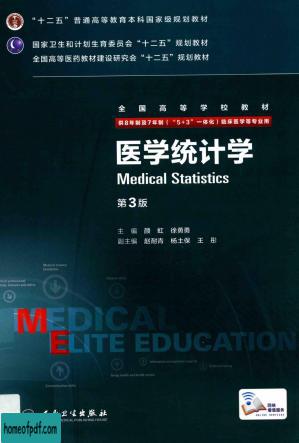 "十二五"普通高等教育本科国家级规划教材
国家卫生和计划生育委员会"十二五"规划教材
全国高等医药教材建设研究会"十二五"规划教材
全国高等学校教材
供8年制及7年制("5+3"一体化)临床医学等专业用
医学统计学
Medical Statistics
第3版
主编 颜虹 徐勇勇
副主编 赵耐青 杨土保 王彤
MEDICAL
ELITE EDUCATION
人民卫生出版社
网络增值服务
homeofpdf.com